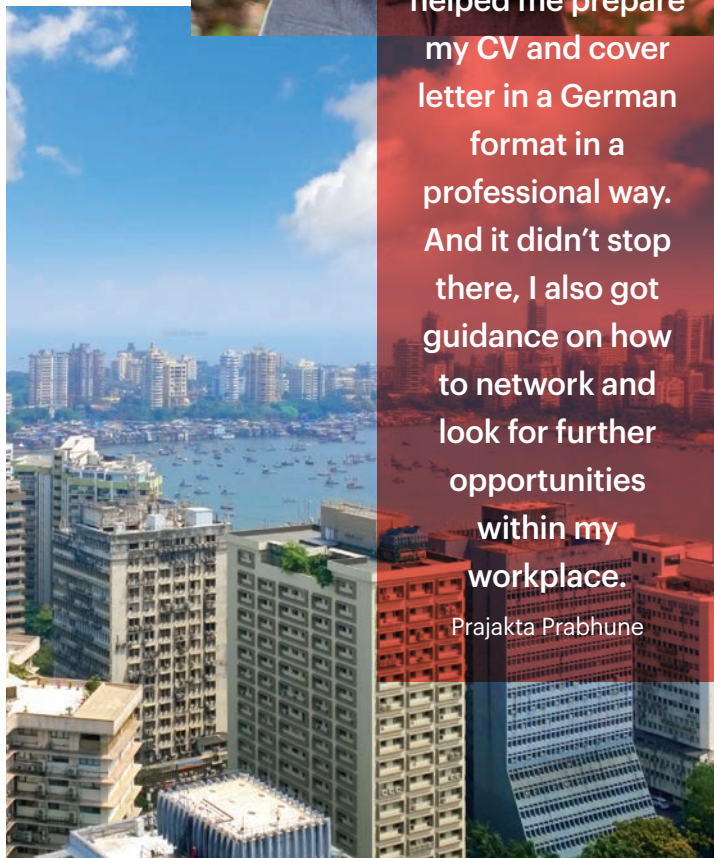 helped me prepare
my CV and cover
letter in a German
format in a
professional way.
And it didn’t stop
there, I also got
guidance on how
to network and
look for further
opportunities
within my
workplace.
Prajakta Prabhune